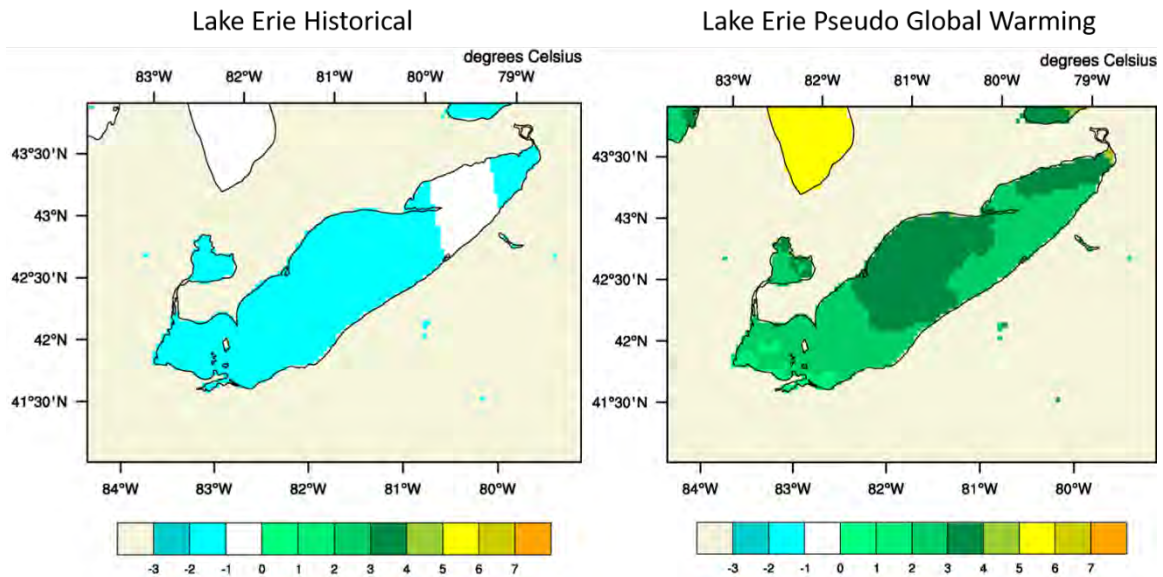 Lake Erie Historical
degrees Celsius
83°W 82°W 81°W 80°W 79°W
43°30'N
43°N
42°30'N
42°N
41°30'N
84°W 83°W 82°W 81°W 80°W
-3 -2 -1 0 1 2 3 4 5 6 7
Lake Erie Pseudo Global Warming
degrees Celsius
83°W 82°W 81°W 80°W 79°W
43°30'N
43°N
42°30'N
42°N
41°30'N
84°W 83°W 82°W 81°W 80°W
-3 -2 -1 0 1 2 3 4 5 6 7